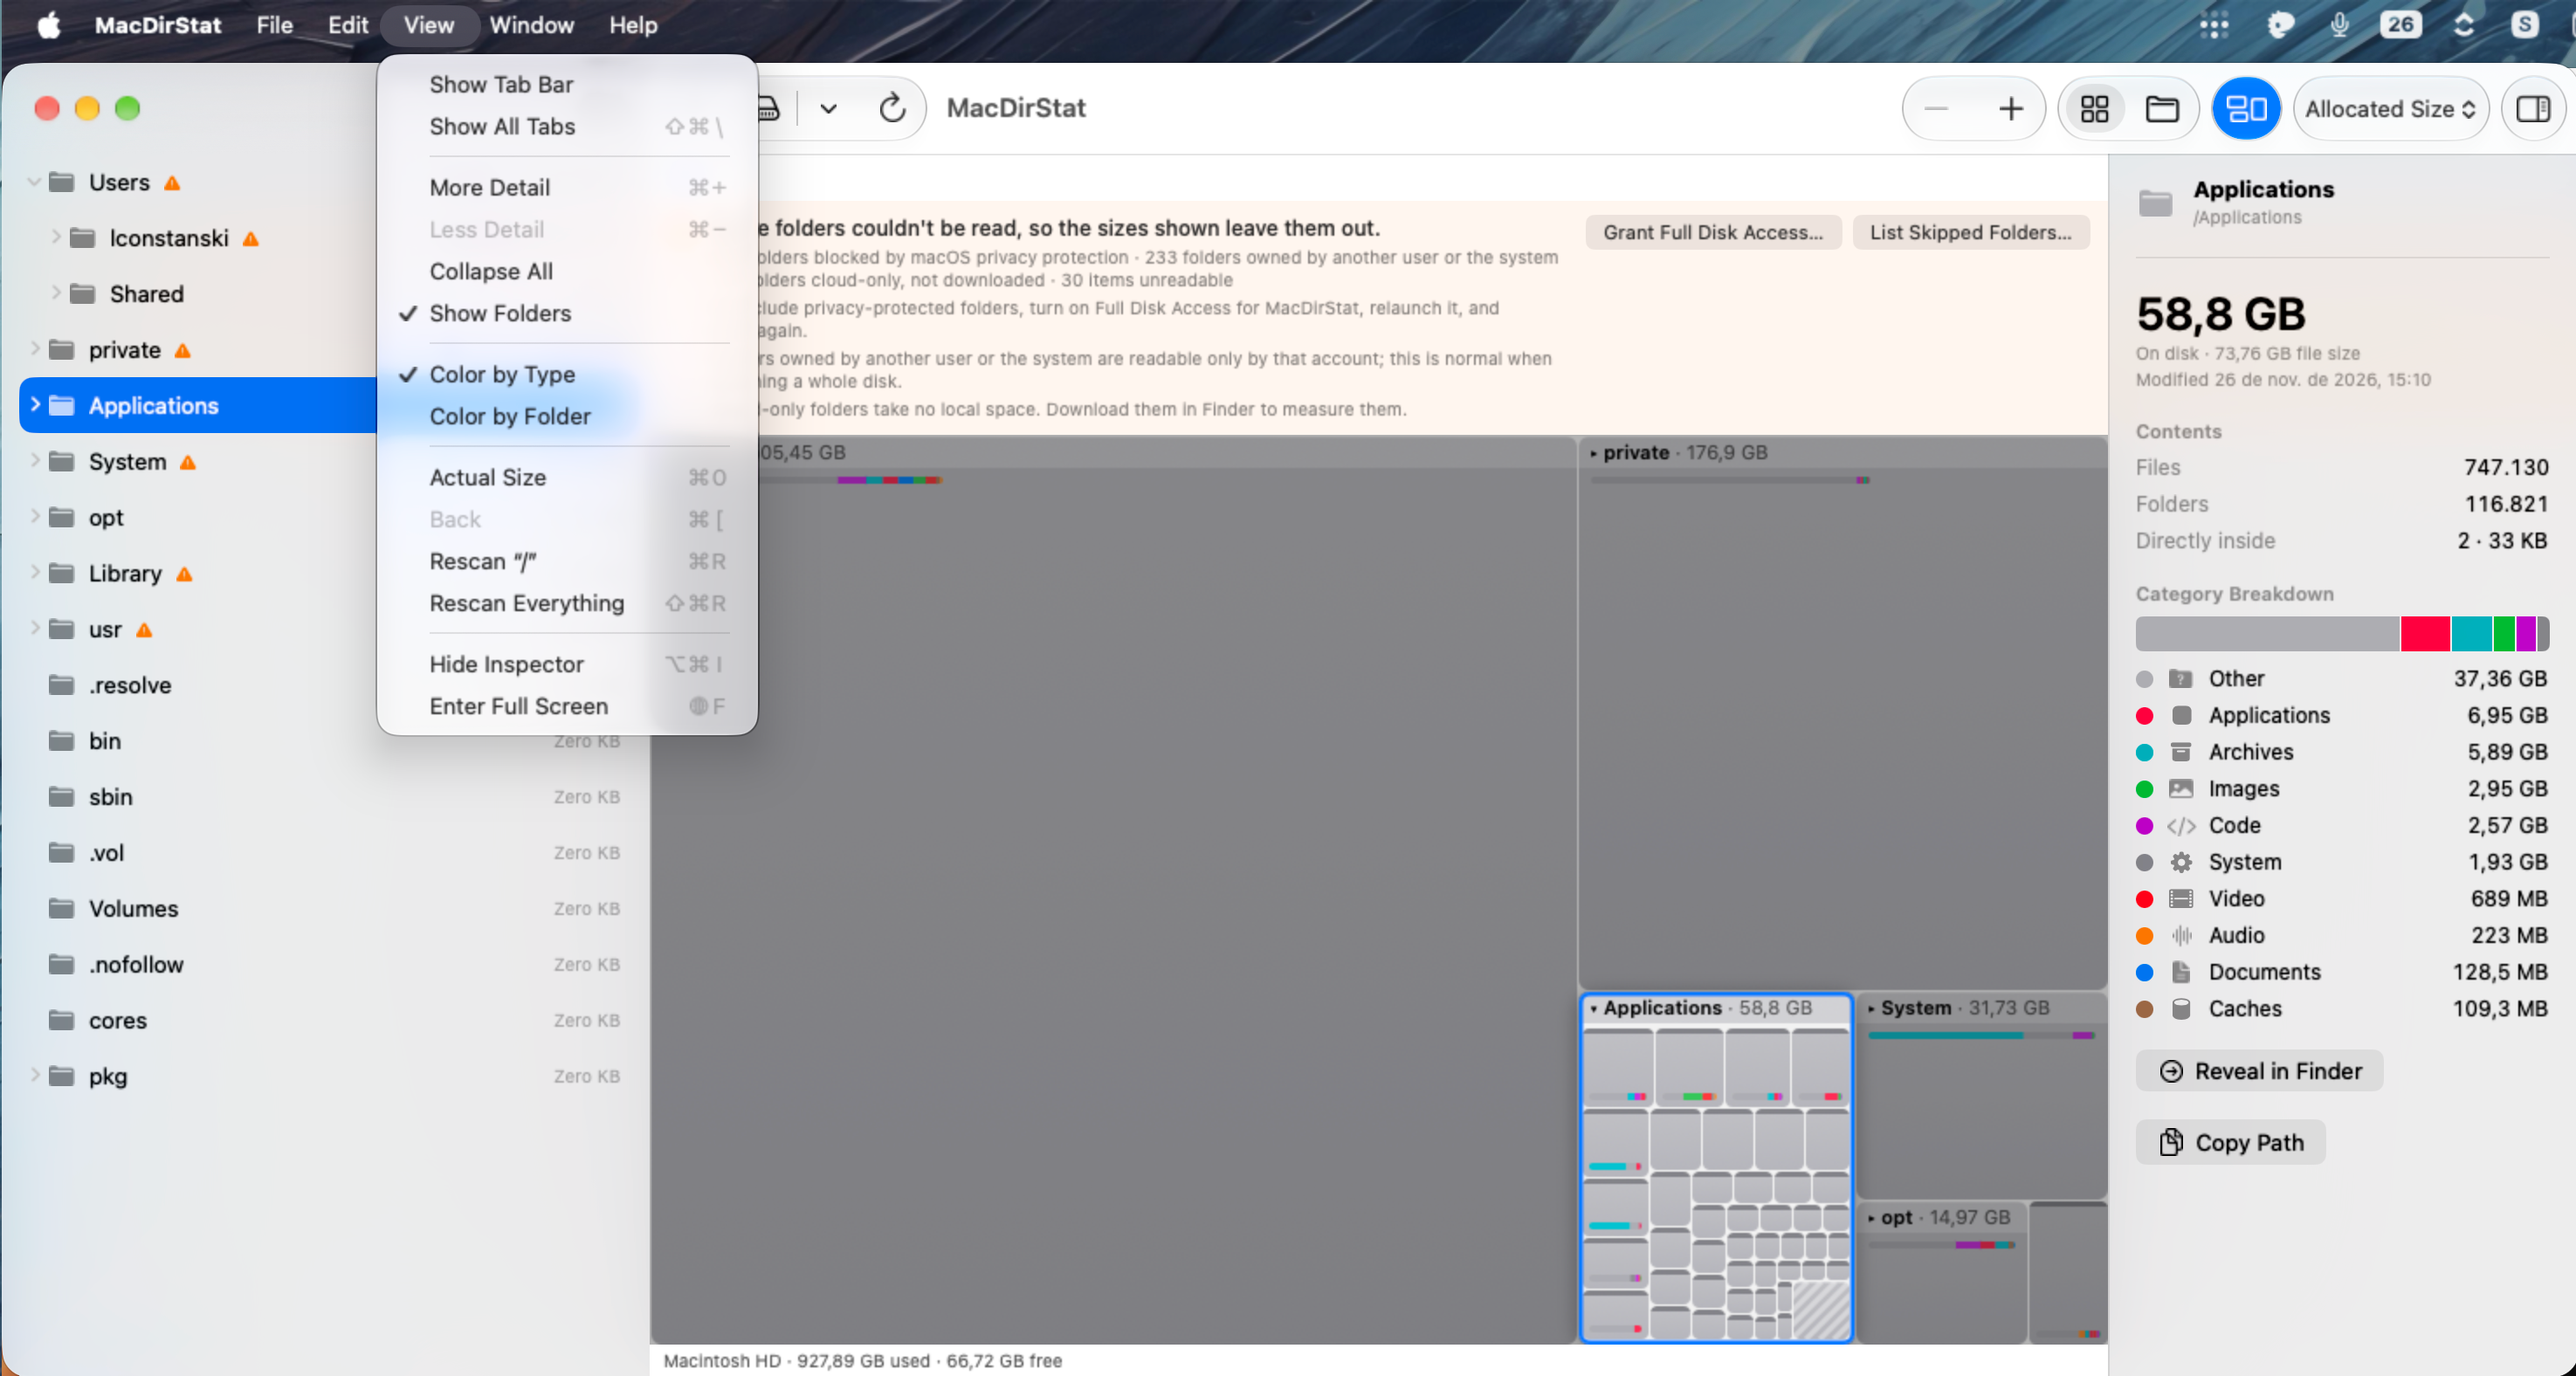 MacDirStat File Edit View Window Help
26
S
Show Tab Bar
Show All Tabs ⇧⌘\
More Detail ⌘+
Less Detail ⌘−
Collapse All
✓ Show Folders
✓ Color by Type
Color by Folder
Actual Size ⌘0
Back ⌘[
Rescan “/” ⌘R
Rescan Everything ⇧⌘R
Hide Inspector ⌥⌘I
Enter Full Screen F
MacDirStat
Allocated Size
Users
lconstanski
Shared
private
Applications
System
opt
Library
usr
.resolve
bin Zero KB
sbin Zero KB
.vol Zero KB
Volumes Zero KB
.nofollow Zero KB
cores Zero KB
pkg Zero KB
folders couldn't be read, so the sizes shown leave them out.
blocked by macOS privacy protection · 233 folders owned by another user or the system
cloud-only, not downloaded · 30 items unreadable
privacy-protected folders, turn on Full Disk Access for MacDirStat, relaunch it, and
again.
owned by another user or the system are readable only by that account; this is normal when
a whole disk.
-only folders take no local space. Download them in Finder to measure them.
Grant Full Disk Access...
List Skipped Folders...
05,45 GB
private · 176,9 GB
Applications · 58,8 GB
System · 31,73 GB
opt · 14,97 GB
Macintosh HD · 927,89 GB used · 66,72 GB free
Applications
/Applications
58,8 GB
On disk · 73,76 GB file size
Modified 26 de nov. de 2026, 15:10
Contents
Files 747.130
Folders 116.821
Directly inside 2 · 33 KB
Category Breakdown
Other 37,36 GB
Applications 6,95 GB
Archives 5,89 GB
Images 2,95 GB
Code 2,57 GB
System 1,93 GB
Video 689 MB
Audio 223 MB
Documents 128,5 MB
Caches 109,3 MB
Reveal in Finder
Copy Path